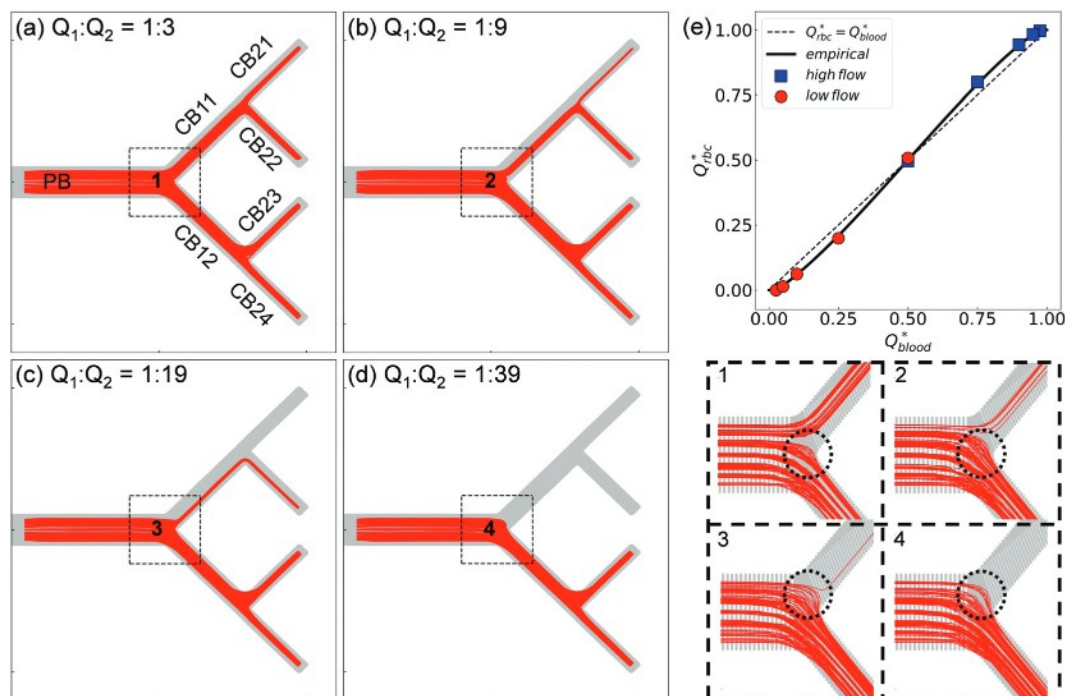 (a) Q₁:Q₂ = 1:3
CB21
CB11
CB22
PB
1
CB23
CB12
CB24
(b) Q₁:Q₂ = 1:9
2
(c) Q₁:Q₂ = 1:19
3
(d) Q₁:Q₂ = 1:39
4
(e)
Q*rbc = Q*blood
empirical
high flow
low flow
1.00
0.75
0.50
0.25
0.00
Q*rbc
0.00 0.25 0.50 0.75 1.00
Q*blood
1
2
3
4